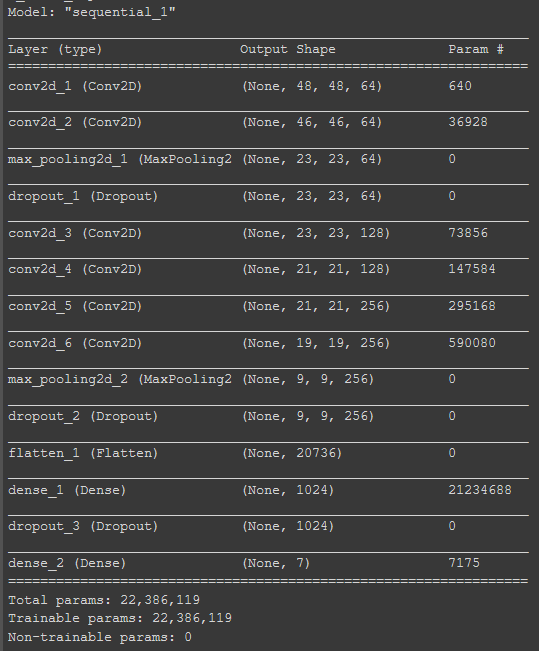 Model: "sequential_1"
Layer (type) Output Shape Param #
conv2d_1 (Conv2D) (None, 48, 48, 64) 640
conv2d_2 (Conv2D) (None, 46, 46, 64) 36928
max_pooling2d_1 (MaxPooling2 (None, 23, 23, 64) 0
dropout_1 (Dropout) (None, 23, 23, 64) 0
conv2d_3 (Conv2D) (None, 23, 23, 128) 73856
conv2d_4 (Conv2D) (None, 21, 21, 128) 147584
conv2d_5 (Conv2D) (None, 21, 21, 256) 295168
conv2d_6 (Conv2D) (None, 19, 19, 256) 590080
max_pooling2d_2 (MaxPooling2 (None, 9, 9, 256) 0
dropout_2 (Dropout) (None, 9, 9, 256) 0
flatten_1 (Flatten) (None, 20736) 0
dense_1 (Dense) (None, 1024) 21234688
dropout_3 (Dropout) (None, 1024) 0
dense_2 (Dense) (None, 7) 7175
Total params: 22,386,119
Trainable params: 22,386,119
Non-trainable params: 0